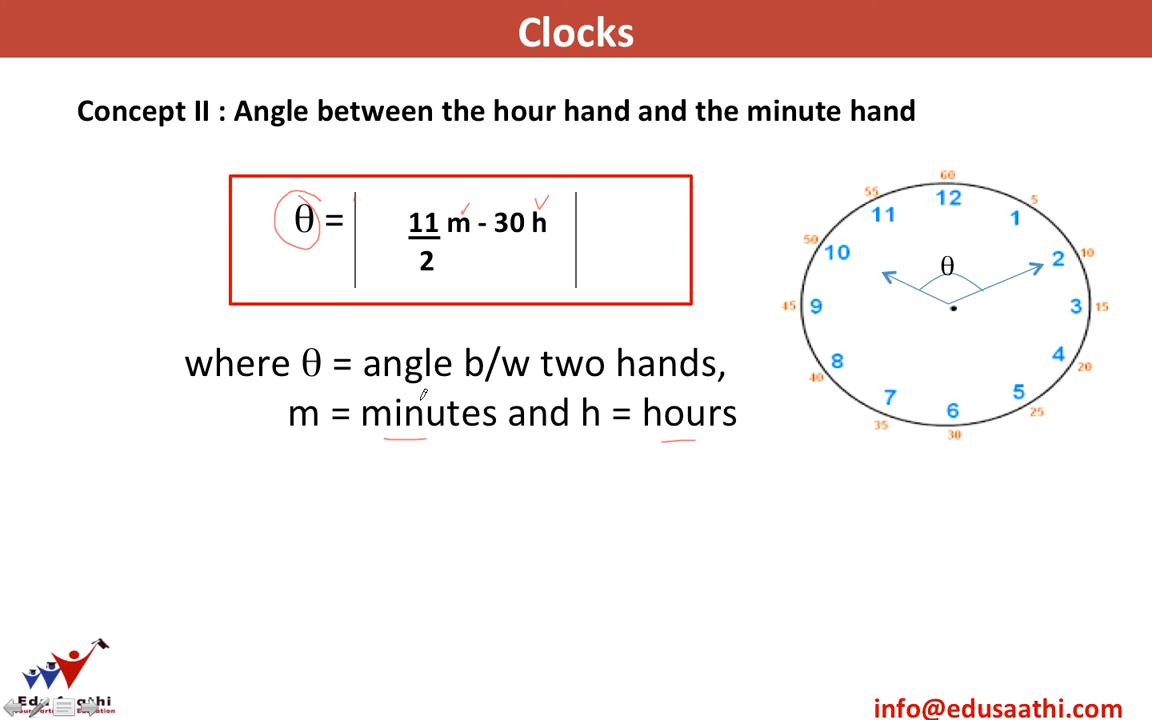 Clocks
Concept II : Angle between the hour hand and the minute hand
θ = | 11/2 m - 30 h |
where θ = angle b/w two hands,
m = minutes and h = hours
60
55 12 5
11 1
50 10 θ 2 10
45 9 3 15
40 8 4 20
7 5
35 6 25
30
info@edusaathi.com